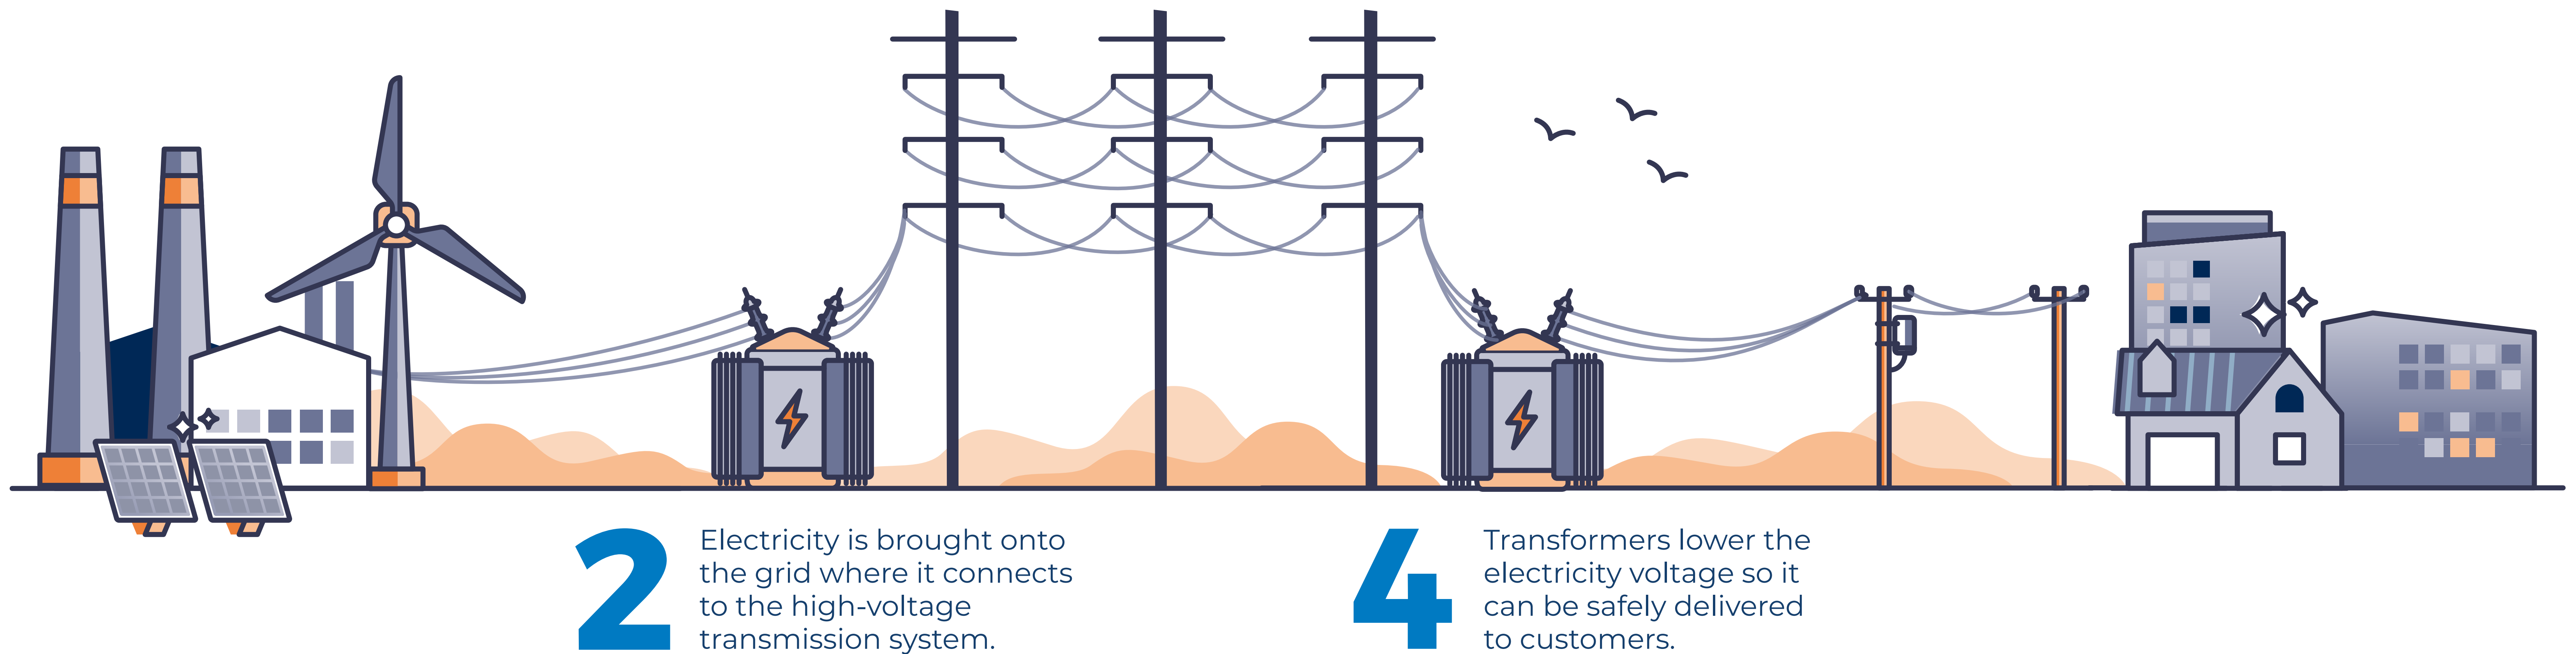 2
Electricity is brought onto
the grid where it connects
to the high-voltage
transmission system.
4
Transformers lower the
electricity voltage so it
can be safely delivered
to customers.